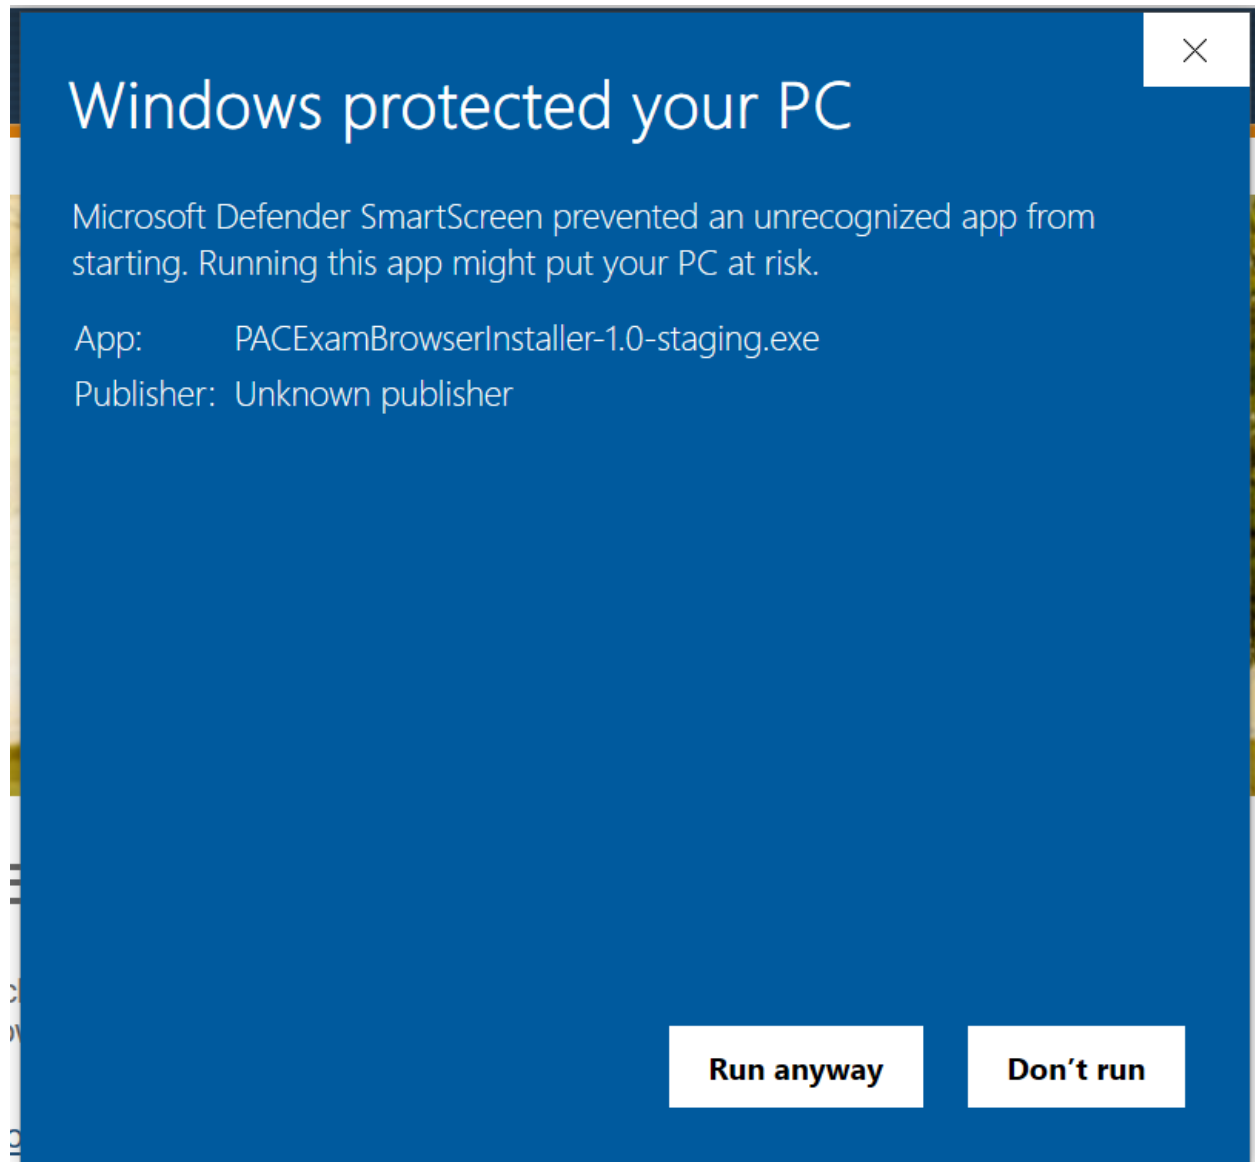 Windows protected your PC
Microsoft Defender SmartScreen prevented an unrecognized app from
starting. Running this app might put your PC at risk.
App: PACExamBrowserInstaller-1.0-staging.exe
Publisher: Unknown publisher
Run anyway Don’t run